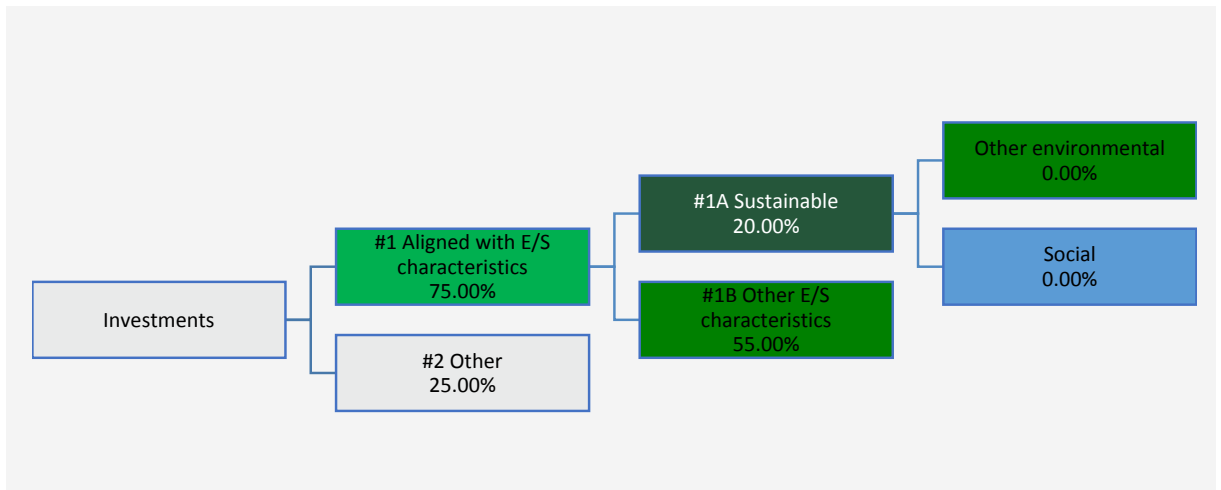 Investments
#1 Aligned with E/S
characteristics
75.00%
#2 Other
25.00%
#1A Sustainable
20.00%
#1B Other E/S
characteristics
55.00%
Other environmental
0.00%
Social
0.00%